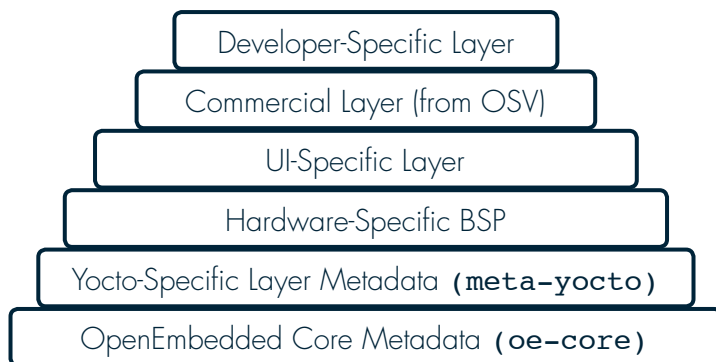 Developer-Specific Layer
Commercial Layer (from OSV)
UI-Specific Layer
Hardware-Specific BSP
Yocto-Specific Layer Metadata (meta-yocto)
OpenEmbedded Core Metadata (oe-core)